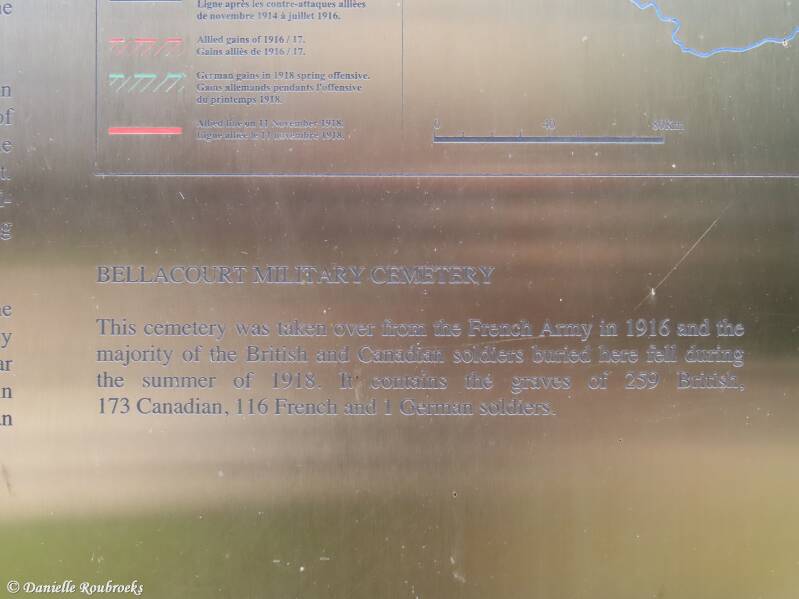 Ligne après les contre-attaques alliées
de novembre 1914 à juillet 1916.
Allied gains of 1916 / 17.
Gains alliès de 1916 / 17.
German gains in 1918 spring offensive.
Gains allemands pendants l'offensive
du printemps 1918.
Allied line on 11 November 1918.
Ligne alliée le 11 novembre 1918.
0 40 80Km
BELLACOURT MILITARY CEMETERY
This cemetery was taken over from the French Army in 1916 and the
majority of the British and Canadian soldiers buried here fell during
the summer of 1918. It contains the graves of 259 British,
173 Canadian, 116 French and 1 German soldiers.
© Danielle Roubroeks